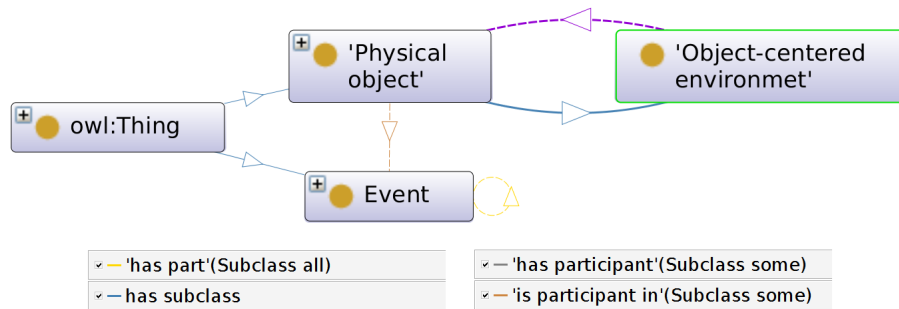 'Physical
object'
'Object-centered
environmet'
owl:Thing
Event
'has part'(Subclass all)
'has participant'(Subclass some)
has subclass
'is participant in'(Subclass some)